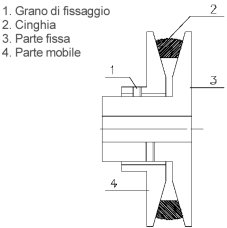 1. Grano di fissaggio
2. Cinghia
3. Parte fissa
4. Parte mobile
2
1
3
4